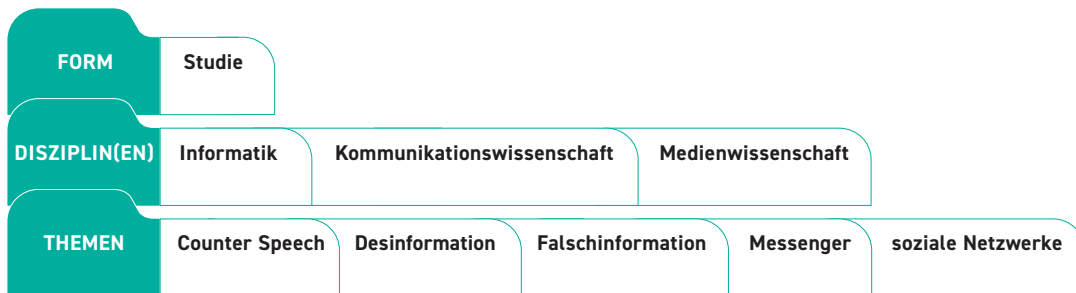 FORM Studie
DISZIPLIN(EN) Informatik Kommunikationswissenschaft Medienwissenschaft
THEMEN Counter Speech Desinformation Falschinformation Messenger soziale Netzwerke